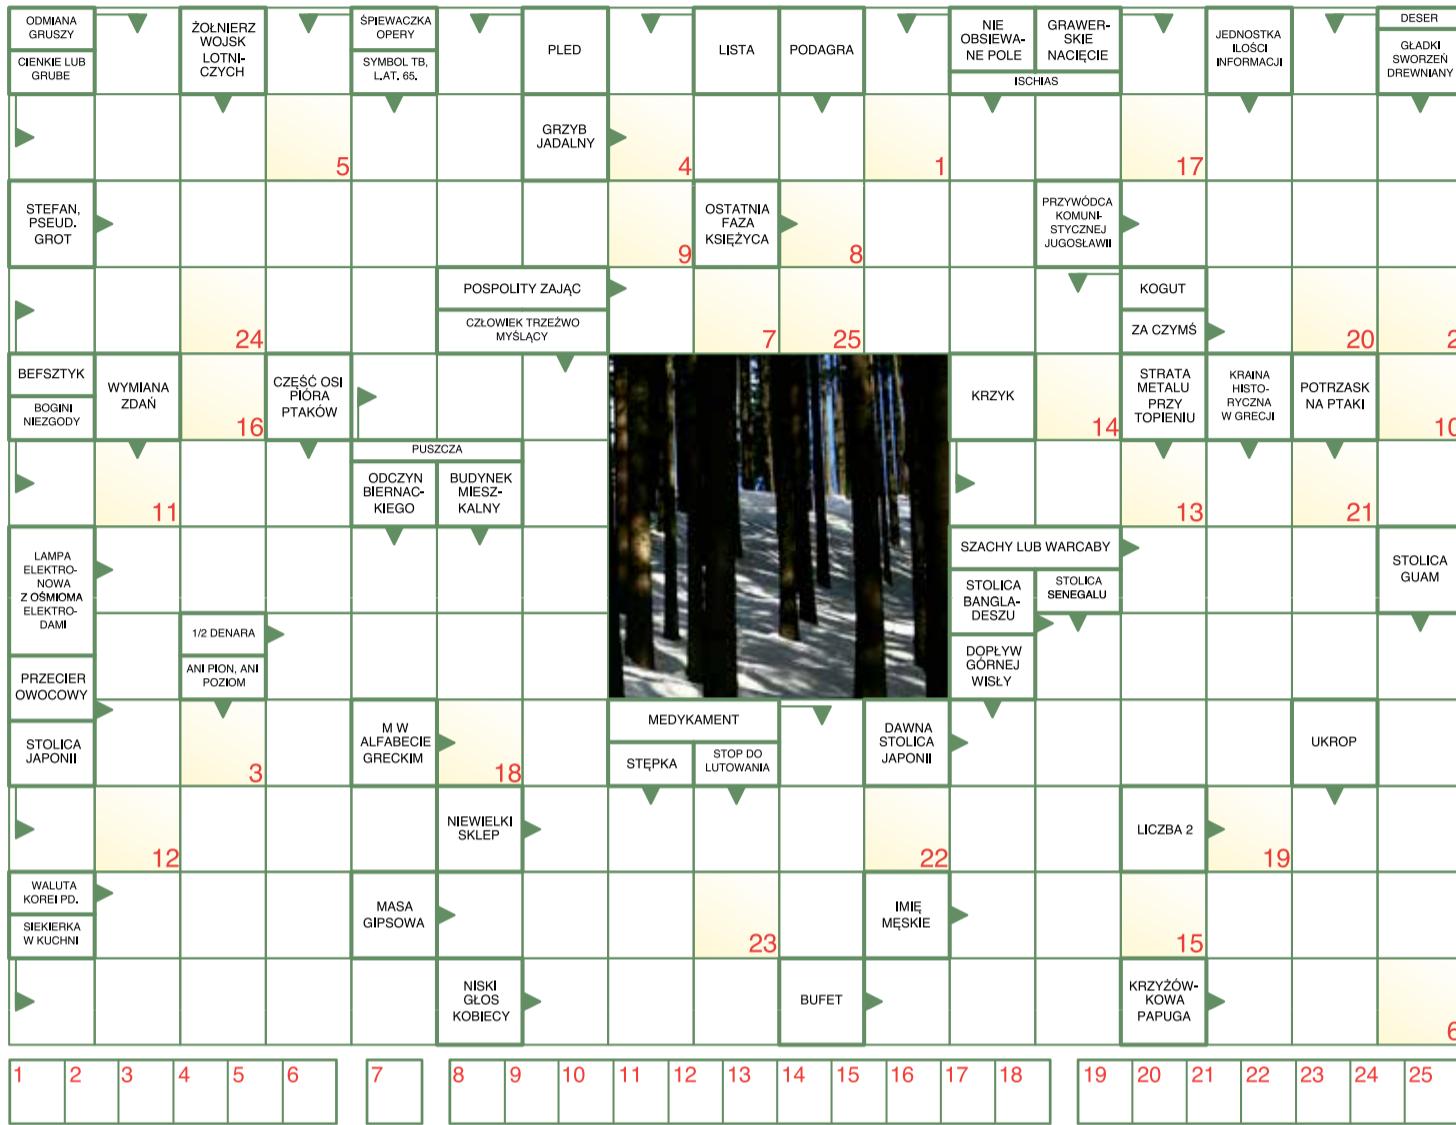 ODMIANA
GRUSZY
CIENKIE LUB
GRUBE
ŻOŁNIERZ
WOJSK
LOTNI-
CZYCH
ŚPIEWACZKA
OPERY
SYMBOL TB,
L.AT. 65.
PLED
LISTA
PODAGRA
NIE
OBSIEWA-
NE POLE
GRAWER-
SKIE
NACIĘCIE
ISCHIAS
JEDNOSTKA
ILOŚCI
INFORMACJI
DESER
GŁADKI
SWORZEŃ
DREWNIANY
5
GRZYB
JADALNY
4
1
17
STEFAN,
PSEUD.
GROT
9
OSTATNIA
FAZA
KSIĘŻYCA
8
PRZYWÓDCA
KOMUNI-
STYCZNEJ
JUGOSŁAWII
24
POSPOLITY ZAJĄC
CZŁOWIEK TRZEŹWO
MYŚLĄCY
7
25
KOGUT
ZA CZYMŚ
20
2
BEFSZTYK
BOGINI
NIEZGODY
WYMIANA
ZDAŃ
16
CZĘŚĆ OSI
PIÓRA
PTAKÓW
KRZYK
14
STRATA
METALU
PRZY
TOPIENIU
KRAINA
HISTO-
RYCZNA
W GRECJI
POTRZASK
NA PTAKI
10
11
PUSZCZA
ODCZYN
BIERNAC-
KIEGO
BUDYNEK
MIESZ-
KALNY
13
21
LAMPA
ELEKTRO-
NOWA
Z OŚMIOMA
ELEKTRO-
DAMI
SZACHY LUB WARCABY
STOLICA
BANGLA-
DESZU
STOLICA
SENEGALU
STOLICA
GUAM
1/2 DENARA
ANI PION, ANI
POZIOM
DOPŁYW
GÓRNEJ
WISŁY
PRZECIER
OWOCOWY
STOLICA
JAPONII
3
M W
ALFABECIE
GRECKIM
18
MEDYKAMENT
STĘPKA
STOP DO
LUTOWANIA
DAWNA
STOLICA
JAPONII
UKROP
12
NIEWIELKI
SKLEP
22
LICZBA 2
19
WALUTA
KOREI PD.
SIEKIERKA
W KUCHNI
MASA
GIPSOWA
23
IMIĘ
MĘSKIE
15
NISKI
GŁOS
KOBIECY
BUFET
KRZYŻÓW-
KOWA
PAPUGA
6
1 2 3 4 5 6 7 8 9 10 11 12 13 14 15 16 17 18 19 20 21 22 23 24 25